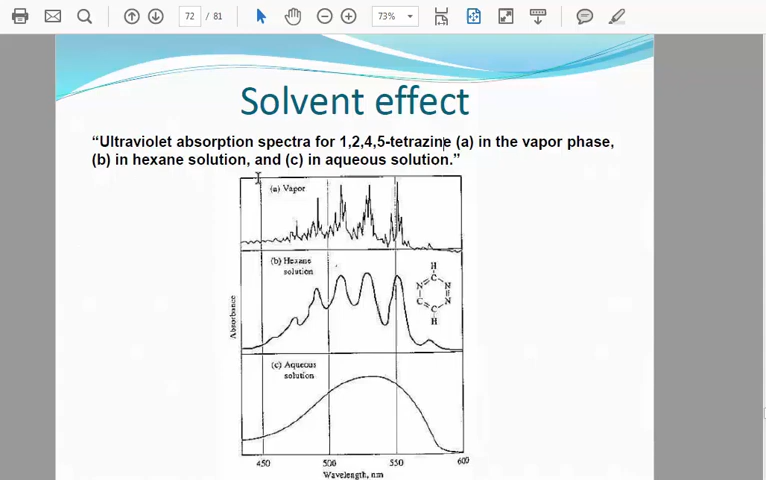 72 / 81
73%
Solvent effect
“Ultraviolet absorption spectra for 1,2,4,5-tetrazine (a) in the vapor phase,
(b) in hexane solution, and (c) in aqueous solution.”
(a) Vapor
(b) Hexane
solution
H
C
N N
N
C N
C
H
Absorbance
(c) Aqueous
solution
450 500 550 600
Wavelength, nm